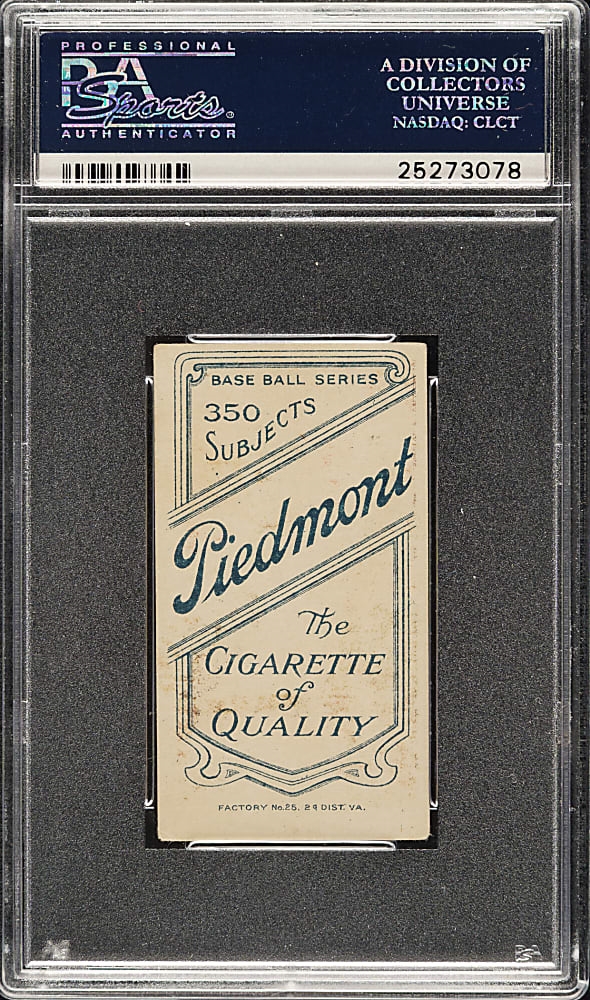 PROFESSIONAL
PSA
Sports
AUTHENTICATOR
A DIVISION OF
COLLECTORS
UNIVERSE
NASDAQ: CLCT
25273078
BASE BALL SERIES
350
SUBJECTS
Piedmont
The
CIGARETTE
of
QUALITY
FACTORY No.25. 2d DIST. VA.
PSA